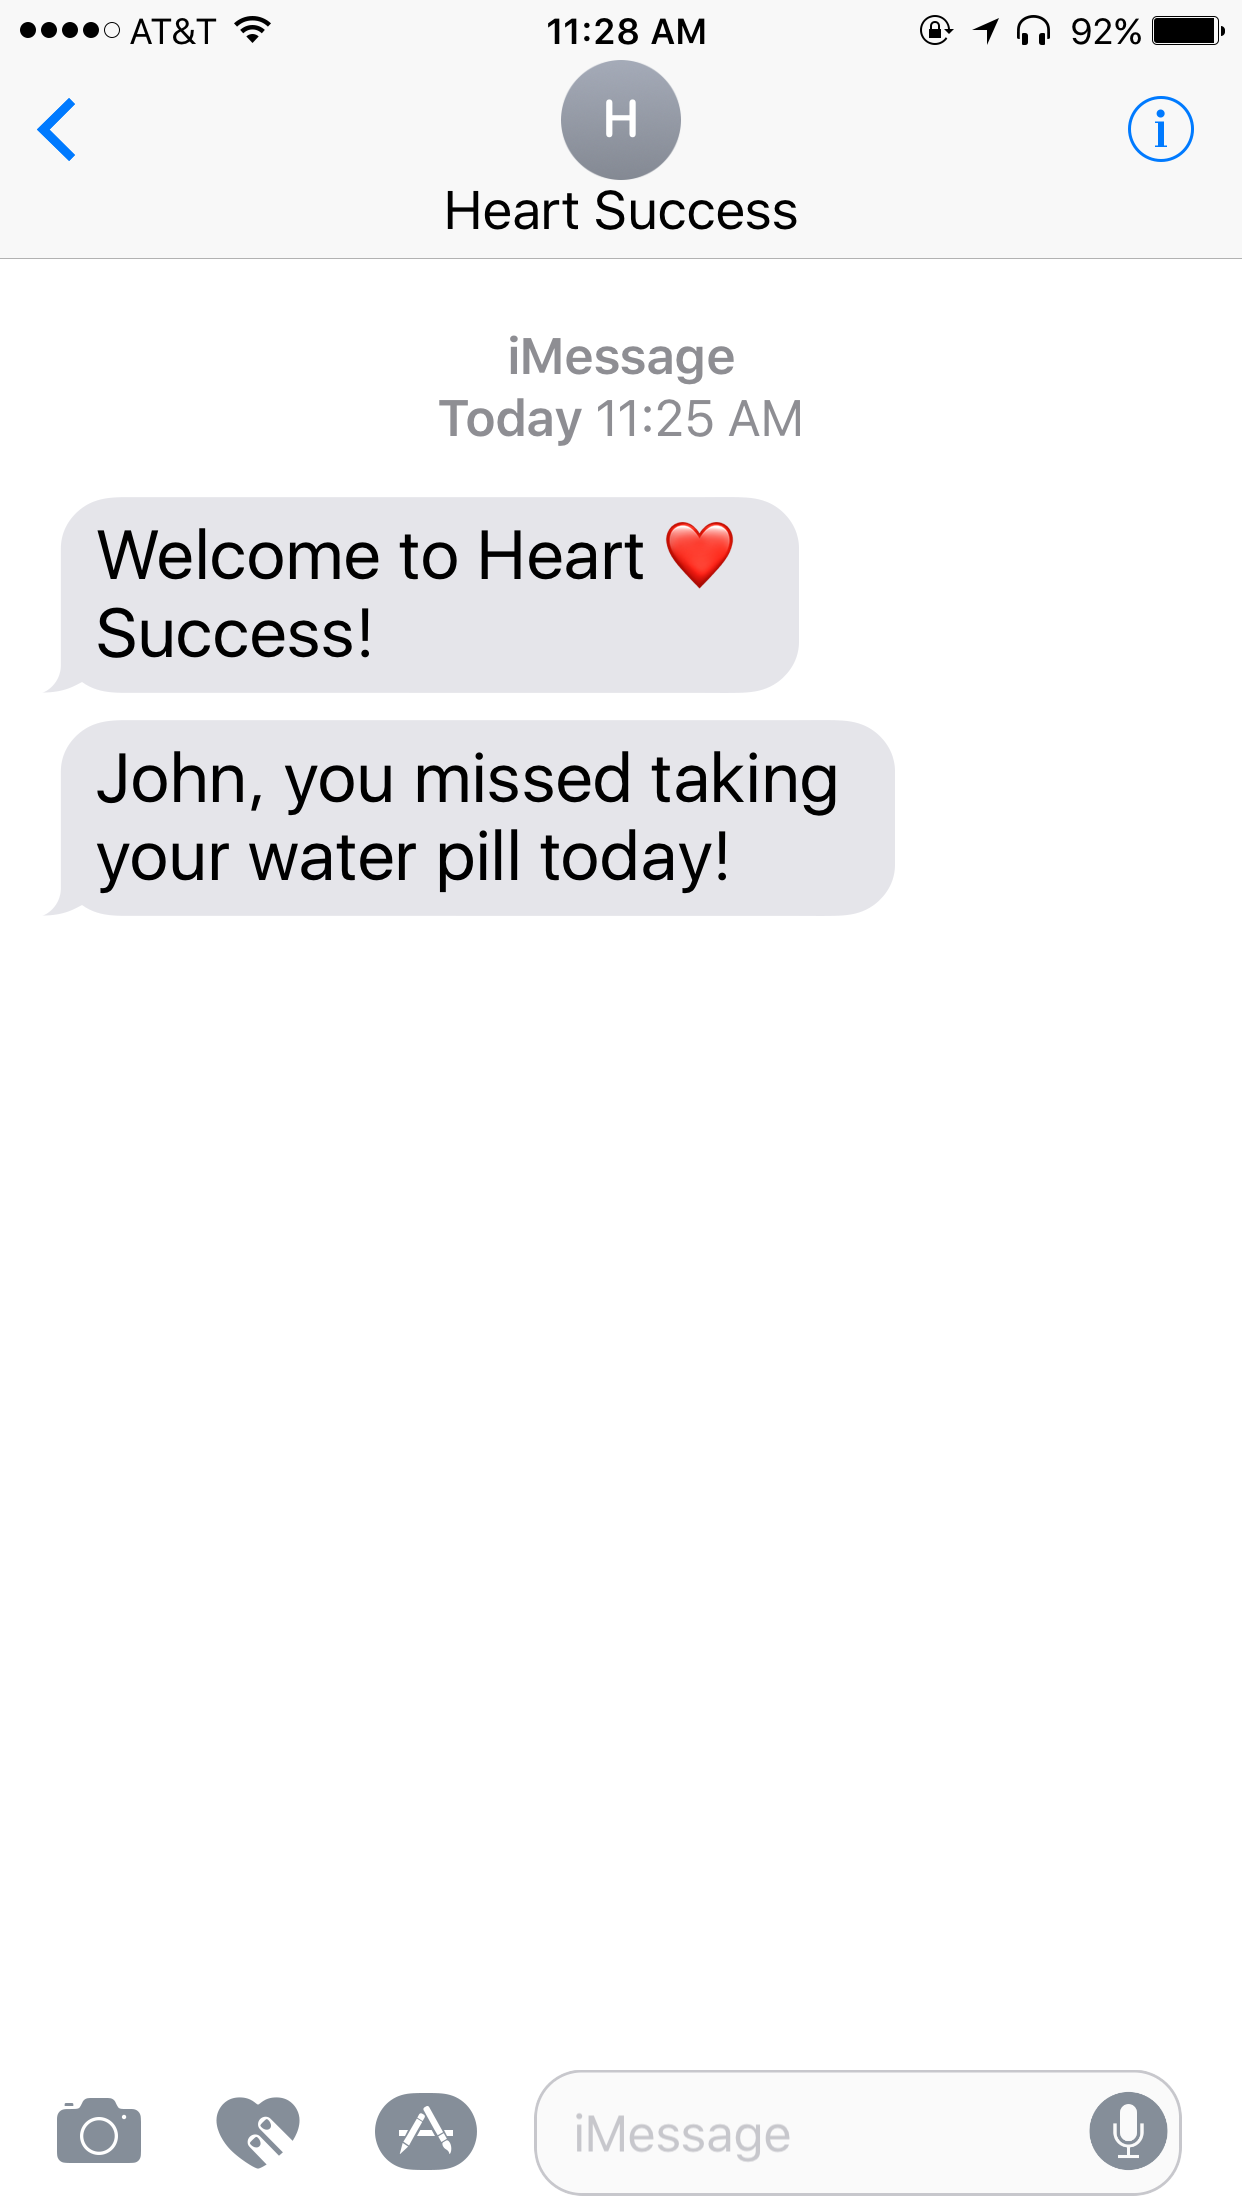 AT&T 11:28 AM 92%
H
Heart Success
iMessage
Today 11:25 AM
Welcome to Heart ❤️
Success!
John, you missed taking
your water pill today!
iMessage